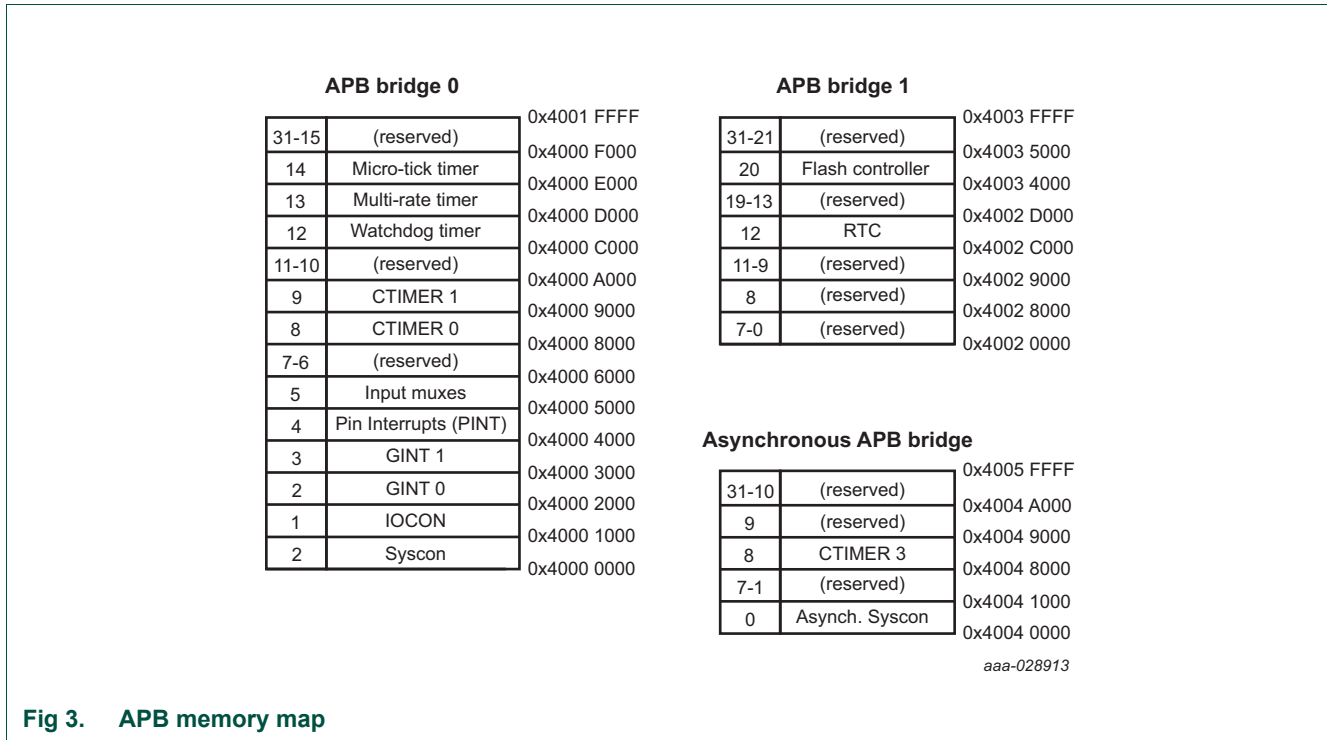 APB bridge 0
0x4001 FFFF
31-15 (reserved)
0x4000 F000
14 Micro-tick timer
0x4000 E000
13 Multi-rate timer
0x4000 D000
12 Watchdog timer
0x4000 C000
11-10 (reserved)
0x4000 A000
9 CTIMER 1
0x4000 9000
8 CTIMER 0
0x4000 8000
7-6 (reserved)
0x4000 6000
5 Input muxes
0x4000 5000
4 Pin Interrupts (PINT)
0x4000 4000
3 GINT 1
0x4000 3000
2 GINT 0
0x4000 2000
1 IOCON
0x4000 1000
2 Syscon
0x4000 0000
APB bridge 1
0x4003 FFFF
31-21 (reserved)
0x4003 5000
20 Flash controller
0x4003 4000
19-13 (reserved)
0x4002 D000
12 RTC
0x4002 C000
11-9 (reserved)
0x4002 9000
8 (reserved)
0x4002 8000
7-0 (reserved)
0x4002 0000
Asynchronous APB bridge
0x4005 FFFF
31-10 (reserved)
0x4004 A000
9 (reserved)
0x4004 9000
8 CTIMER 3
0x4004 8000
7-1 (reserved)
0x4004 1000
0 Asynch. Syscon
0x4004 0000
aaa-028913
Fig 3. APB memory map